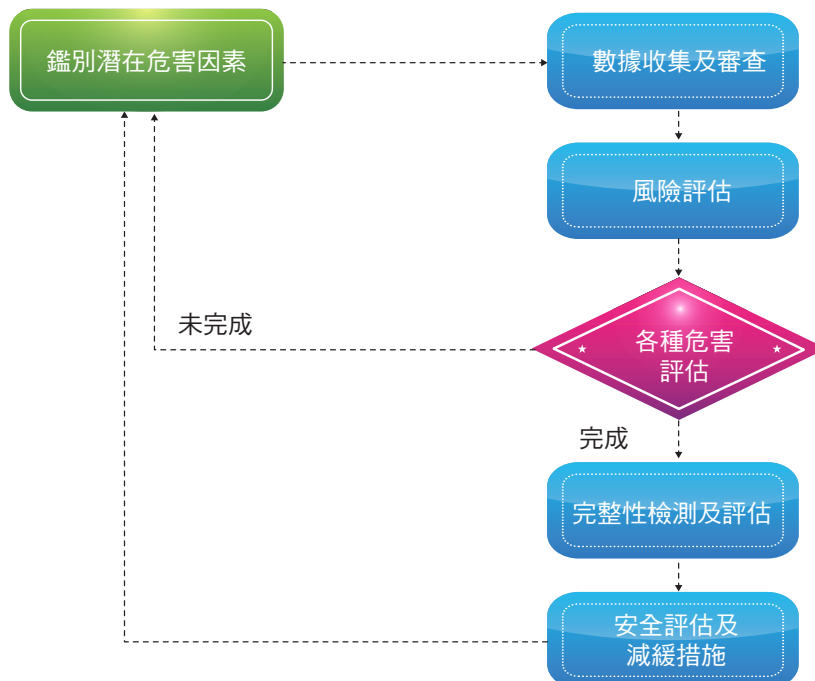 鑑別潛在危害因素
數據收集及審查
風險評估
各種危害
評估
未完成
完成
完整性檢測及評估
安全評估及
減緩措施